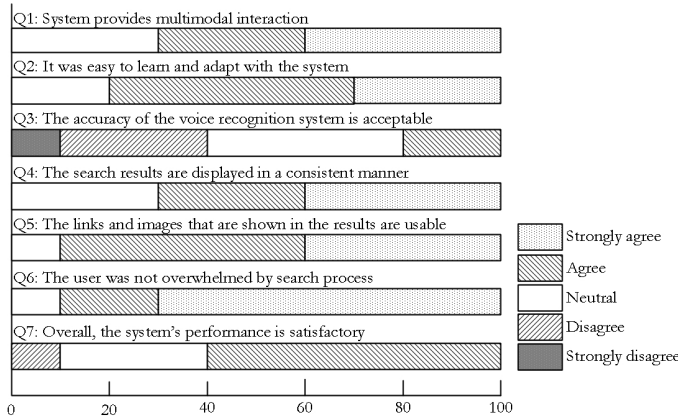 Q1: System provides multimodal interaction
Q2: It was easy to learn and adapt with the system
Q3: The accuracy of the voice recognition system is acceptable
Q4: The search results are displayed in a consistent manner
Q5: The links and images that are shown in the results are usable
Q6: The user was not overwhelmed by search process
Q7: Overall, the system's performance is satisfactory
0 20 40 60 80 100
Strongly agree
Agree
Neutral
Disagree
Strongly disagree